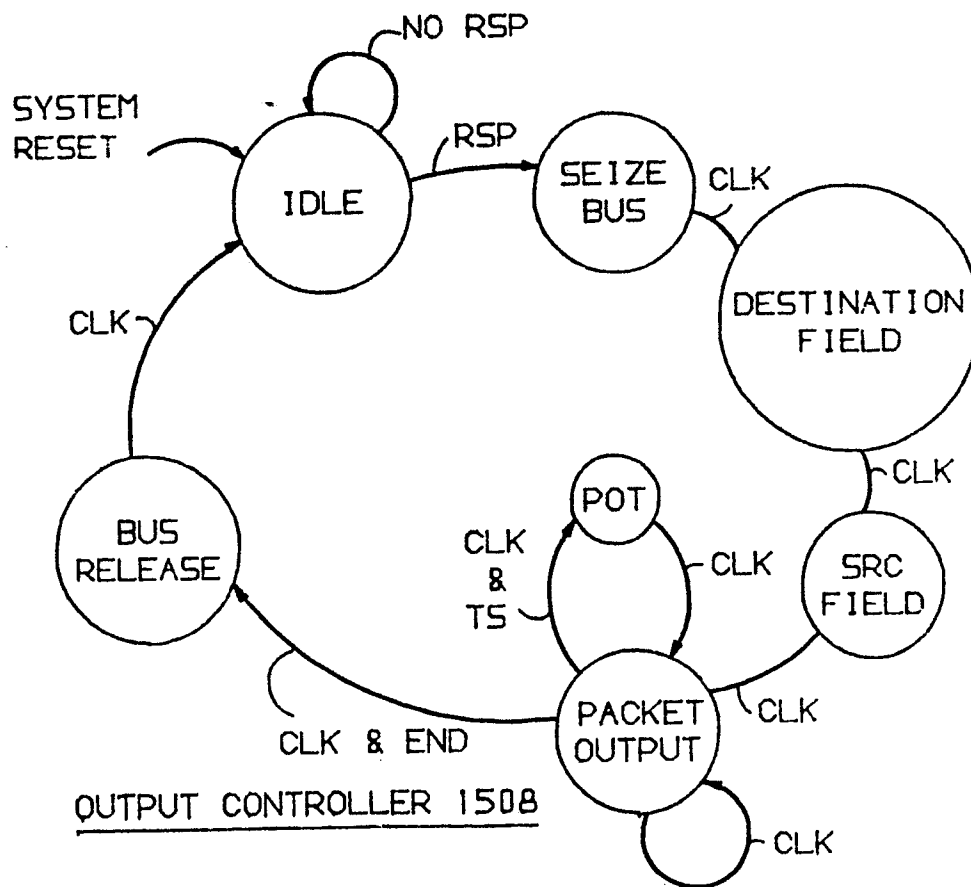 NO RSP
SYSTEM
RESET
RSP
IDLE
SEIZE
BUS
CLK
DESTINATION
FIELD
CLK
CLK
POT
BUS
RELEASE
CLK
&
TS
CLK
SRC
FIELD
PACKET
OUTPUT
CLK
CLK & END
OUTPUT CONTROLLER 1508
CLK